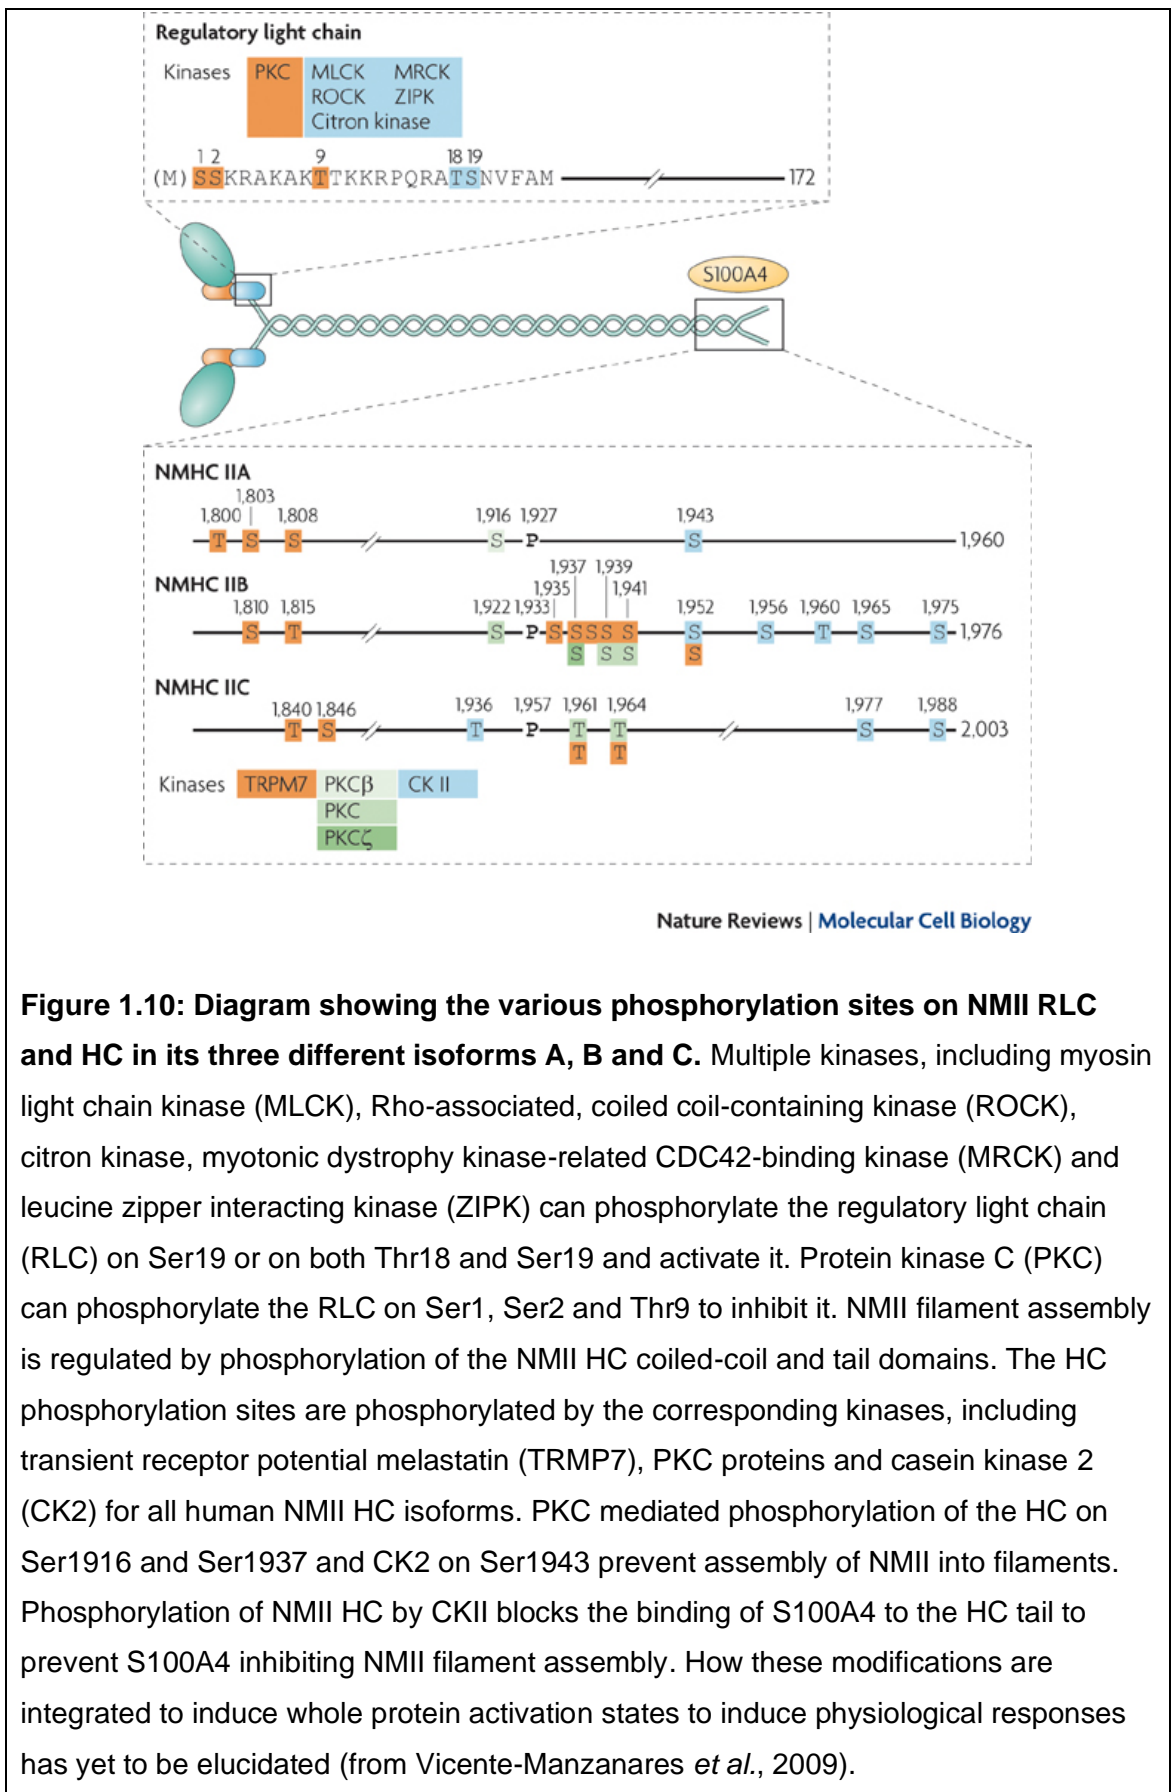 Regulatory light chain
Kinases PKC MLCK MRCK
ROCK ZIPK
Citron kinase
1 2 9 18 19
(M) SSKRAKAKTTKKRPQRATSNVFAM 172
S100A4
NMHC IIA
1,803
1,800 1,808 1,916 1,927 1,943
T S S S P S 1,960
1,937 1,939
NMHC IIB 1,935 1,941
1,810 1,815 1,922 1,933 1,952 1,956 1,960 1,965 1,975
S T S P S SSS S S S T S S 1,976
S S S S
NMHC IIC
1,840 1,846 1,936 1,957 1,961 1,964 1,977 1,988
T S T P T T S S 2,003
T T
Kinases TRPM7 PKCβ CK II
PKC
PKCζ
Nature Reviews | Molecular Cell Biology
Figure 1.10: Diagram showing the various phosphorylation sites on NMII RLC
and HC in its three different isoforms A, B and C. Multiple kinases, including myosin
light chain kinase (MLCK), Rho-associated, coiled coil-containing kinase (ROCK),
citron kinase, myotonic dystrophy kinase-related CDC42-binding kinase (MRCK) and
leucine zipper interacting kinase (ZIPK) can phosphorylate the regulatory light chain
(RLC) on Ser19 or on both Thr18 and Ser19 and activate it. Protein kinase C (PKC)
can phosphorylate the RLC on Ser1, Ser2 and Thr9 to inhibit it. NMII filament assembly
is regulated by phosphorylation of the NMII HC coiled-coil and tail domains. The HC
phosphorylation sites are phosphorylated by the corresponding kinases, including
transient receptor potential melastatin (TRMP7), PKC proteins and casein kinase 2
(CK2) for all human NMII HC isoforms. PKC mediated phosphorylation of the HC on
Ser1916 and Ser1937 and CK2 on Ser1943 prevent assembly of NMII into filaments.
Phosphorylation of NMII HC by CKII blocks the binding of S100A4 to the HC tail to
prevent S100A4 inhibiting NMII filament assembly. How these modifications are
integrated to induce whole protein activation states to induce physiological responses
has yet to be elucidated (from Vicente-Manzanares et al., 2009).